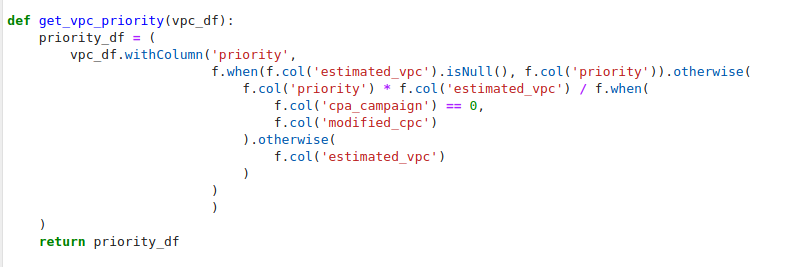 def get_vpc_priority(vpc_df):
    priority_df = (
        vpc_df.withColumn('priority',
                          f.when(f.col('estimated_vpc').isNull(), f.col('priority')).otherwise(
                              f.col('priority') * f.col('estimated_vpc') / f.when(
                                  f.col('cpa_campaign') == 0,
                                  f.col('modified_cpc')
                              ).otherwise(
                                  f.col('estimated_vpc')
                              )
                          )
                          )
    )
    return priority_df